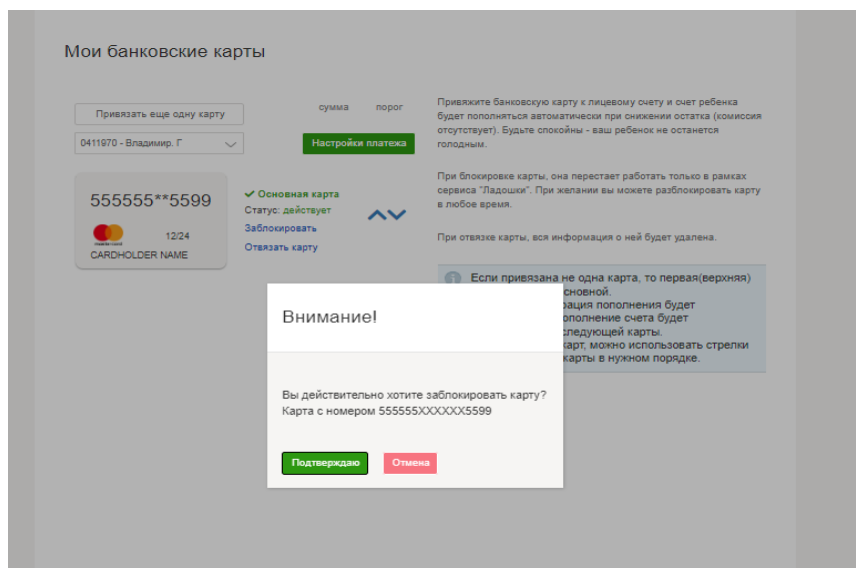 Мои банковские карты
Привязать еще одну карту
сумма порог
0411970 - Владимир. Г
Настройки платежа
555555**5599
12/24
CARDHOLDER NAME
Основная карта
Статус: действует
Заблокировать
Отвязать карту
Привяжите банковскую карту к лицевому счету и счет ребенка
будет пополняться автоматически при снижении остатка (комиссия
отсутствует). Будьте спокойны - ваш ребенок не останется
голодным.
При блокировке карты, она перестает работать только в рамках
сервиса "Ладошки". При желании вы можете разблокировать карту
в любое время.
При отвязке карты, вся информация о ней будет удалена.
Если привязана не одна карта, то первая(верхняя)
сновной.
рация пополнения будет
ополнение счета будет
следующей карты.
карт, можно использовать стрелки
карты в нужном порядке.
Внимание!
Вы действительно хотите заблокировать карту?
Карта с номером 555555XXXXXX5599
Подтверждаю
Отмена